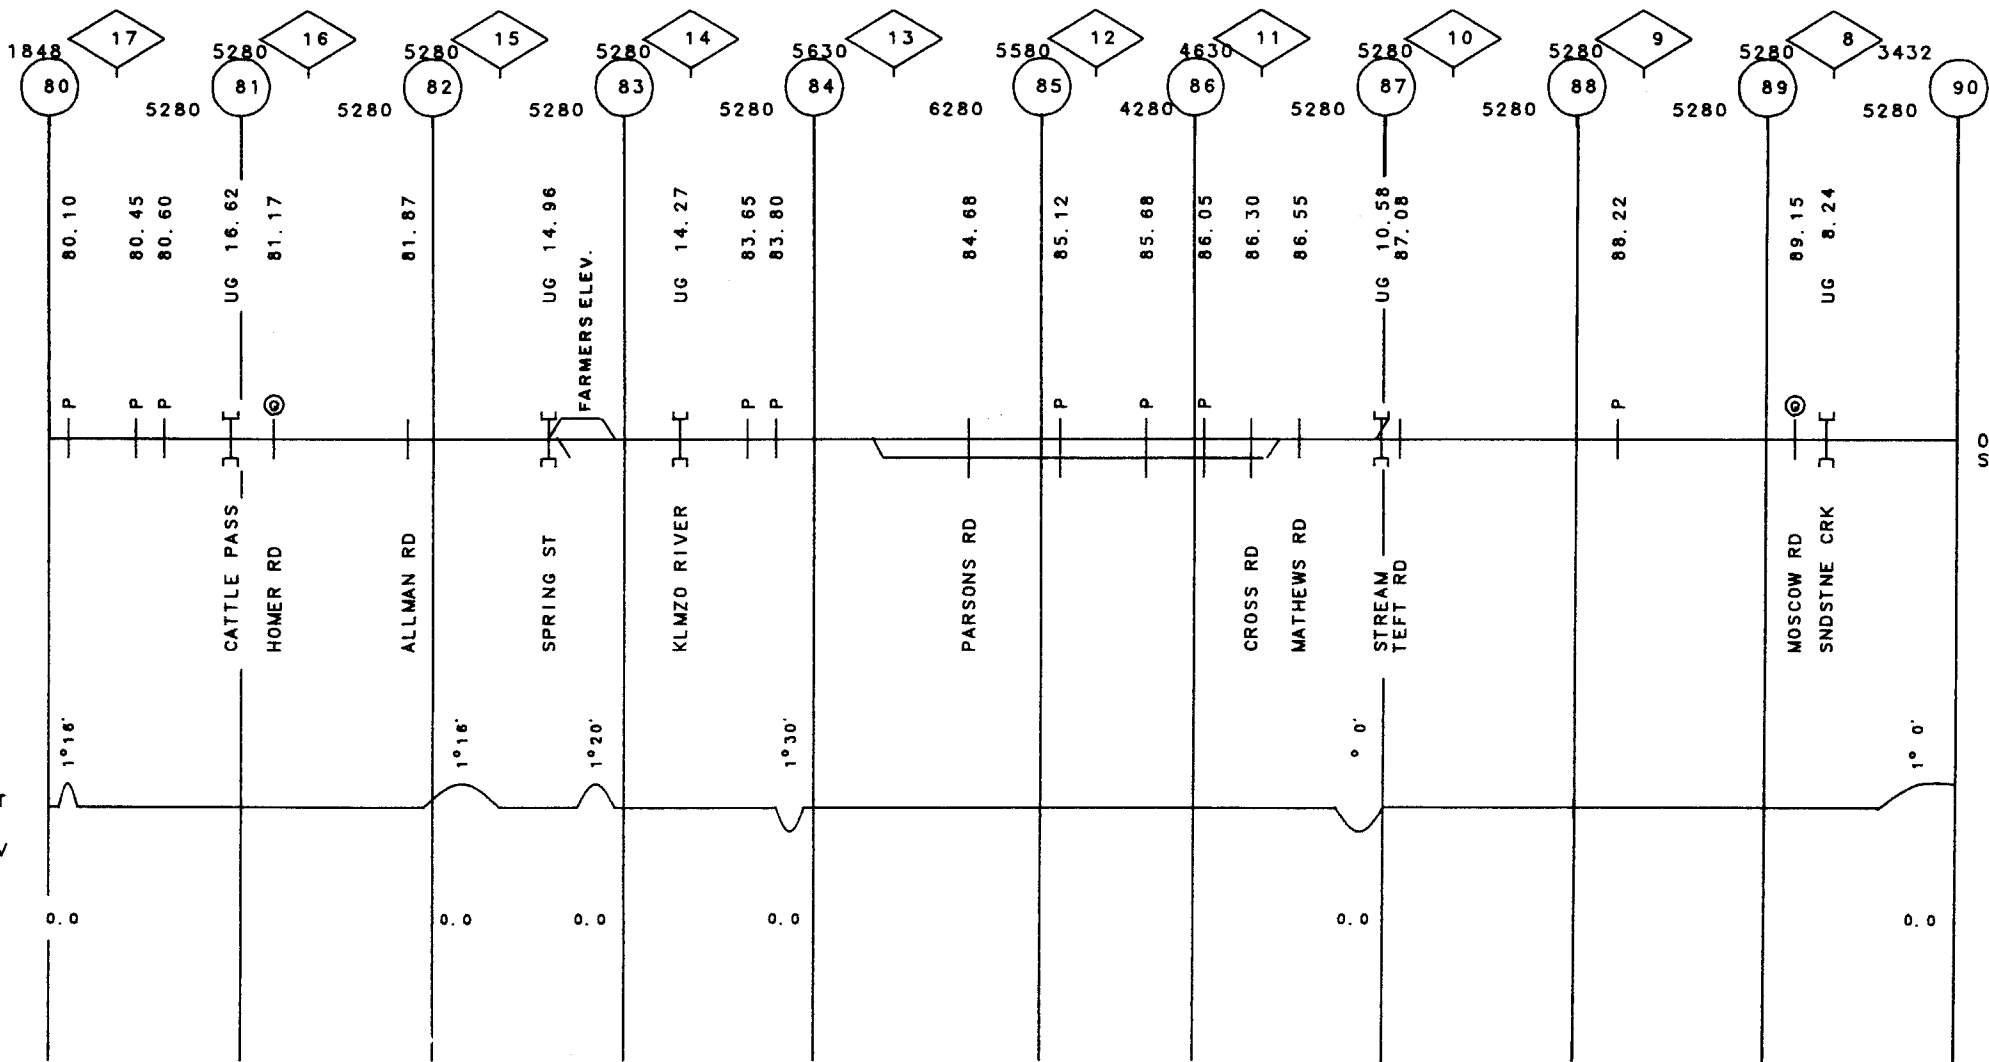 17 16 15 14 13 12 11 10 9 8
1848 5280 5280 5280 5630 5580 4630 5280 5280 5280 3432
80 81 82 83 84 85 86 87 88 89 90
5280 5280 5280 5280 6280 4280 5280 5280 5280 5280
80.10
80.45
80.60
UG 16.62
81.17
81.87
UG 14.96
FARMERS ELEV.
UG 14.27
83.65
83.80
84.68
85.12
85.68
86.05
86.30
86.55
UG 10.58
87.08
88.22
89.15
UG 8.24
P P P P P P P P P
0
S
CATTLE PASS
HOMER RD
ALLMAN RD
SPRING ST
KLMZO RIVER
PARSONS RD
CROSS RD
MATHEWS RD
STREAM
TEFT RD
MOSCOW RD
SNDSTNE CRK
1°16'
1°16'
1°20'
1°30'
° 0'
1° 0'
T
V
0.0 0.0 0.0 0.0 0.0 0.0